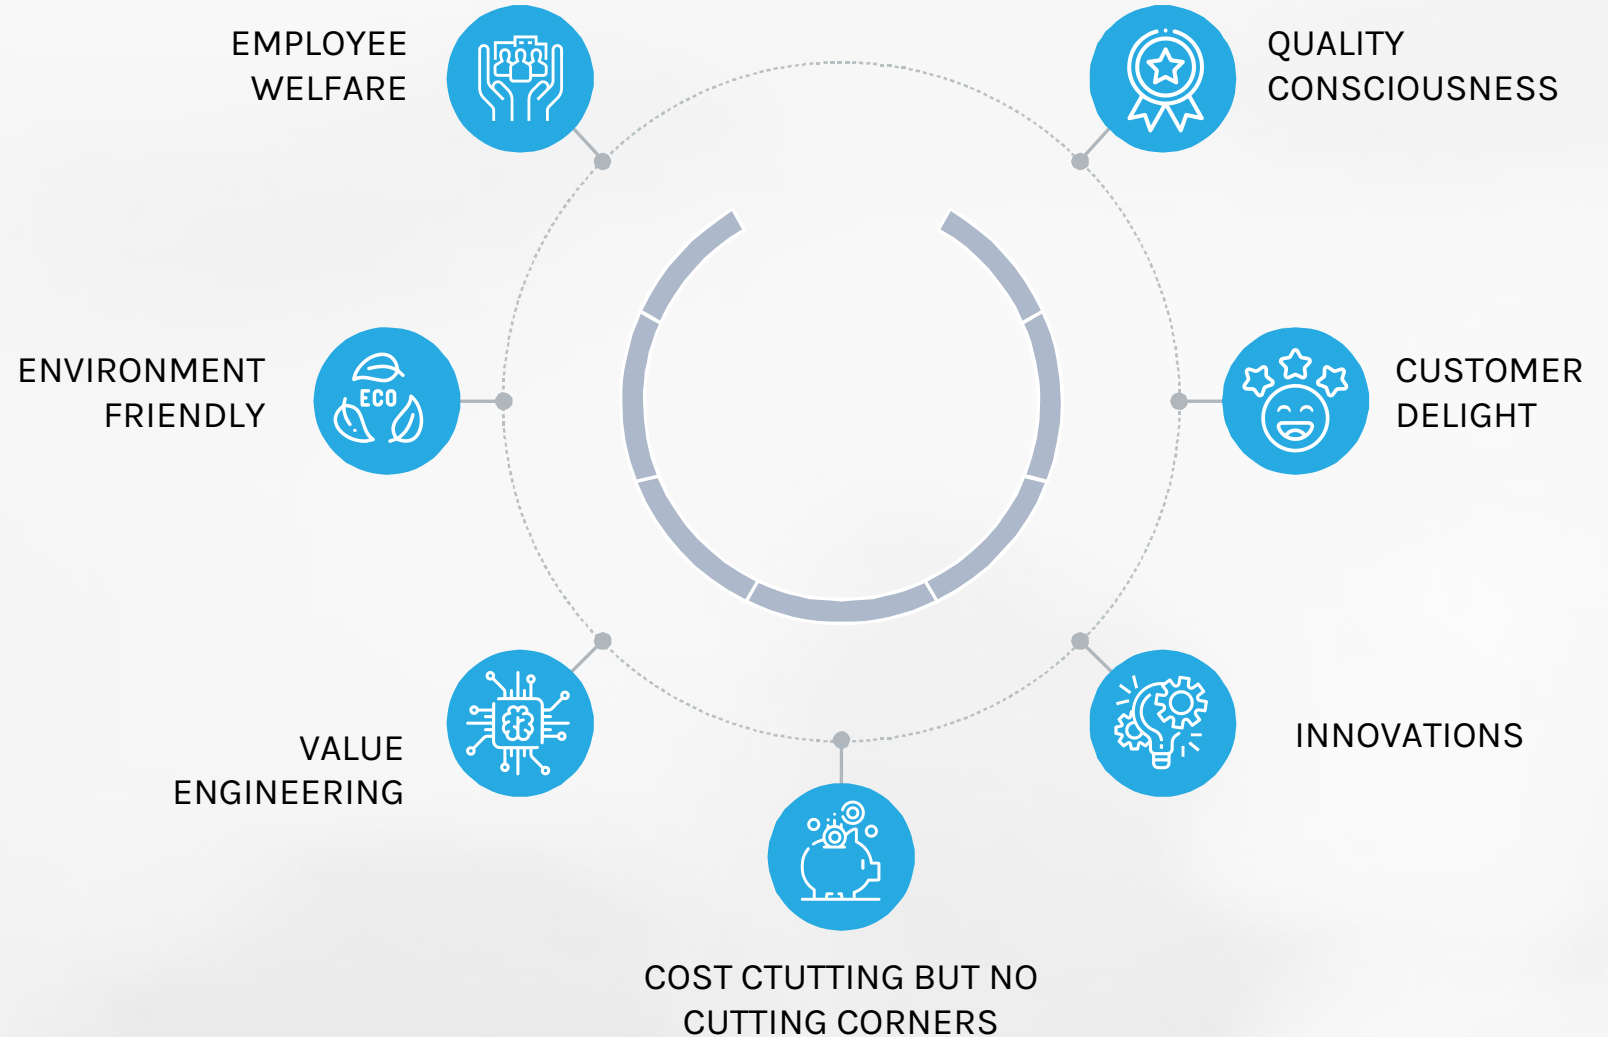 EMPLOYEE
WELFARE
QUALITY
CONSCIOUSNESS
ENVIRONMENT
FRIENDLY
ECO
CUSTOMER
DELIGHT
VALUE
ENGINEERING
INNOVATIONS
COST CTUTTING BUT NO
CUTTING CORNERS